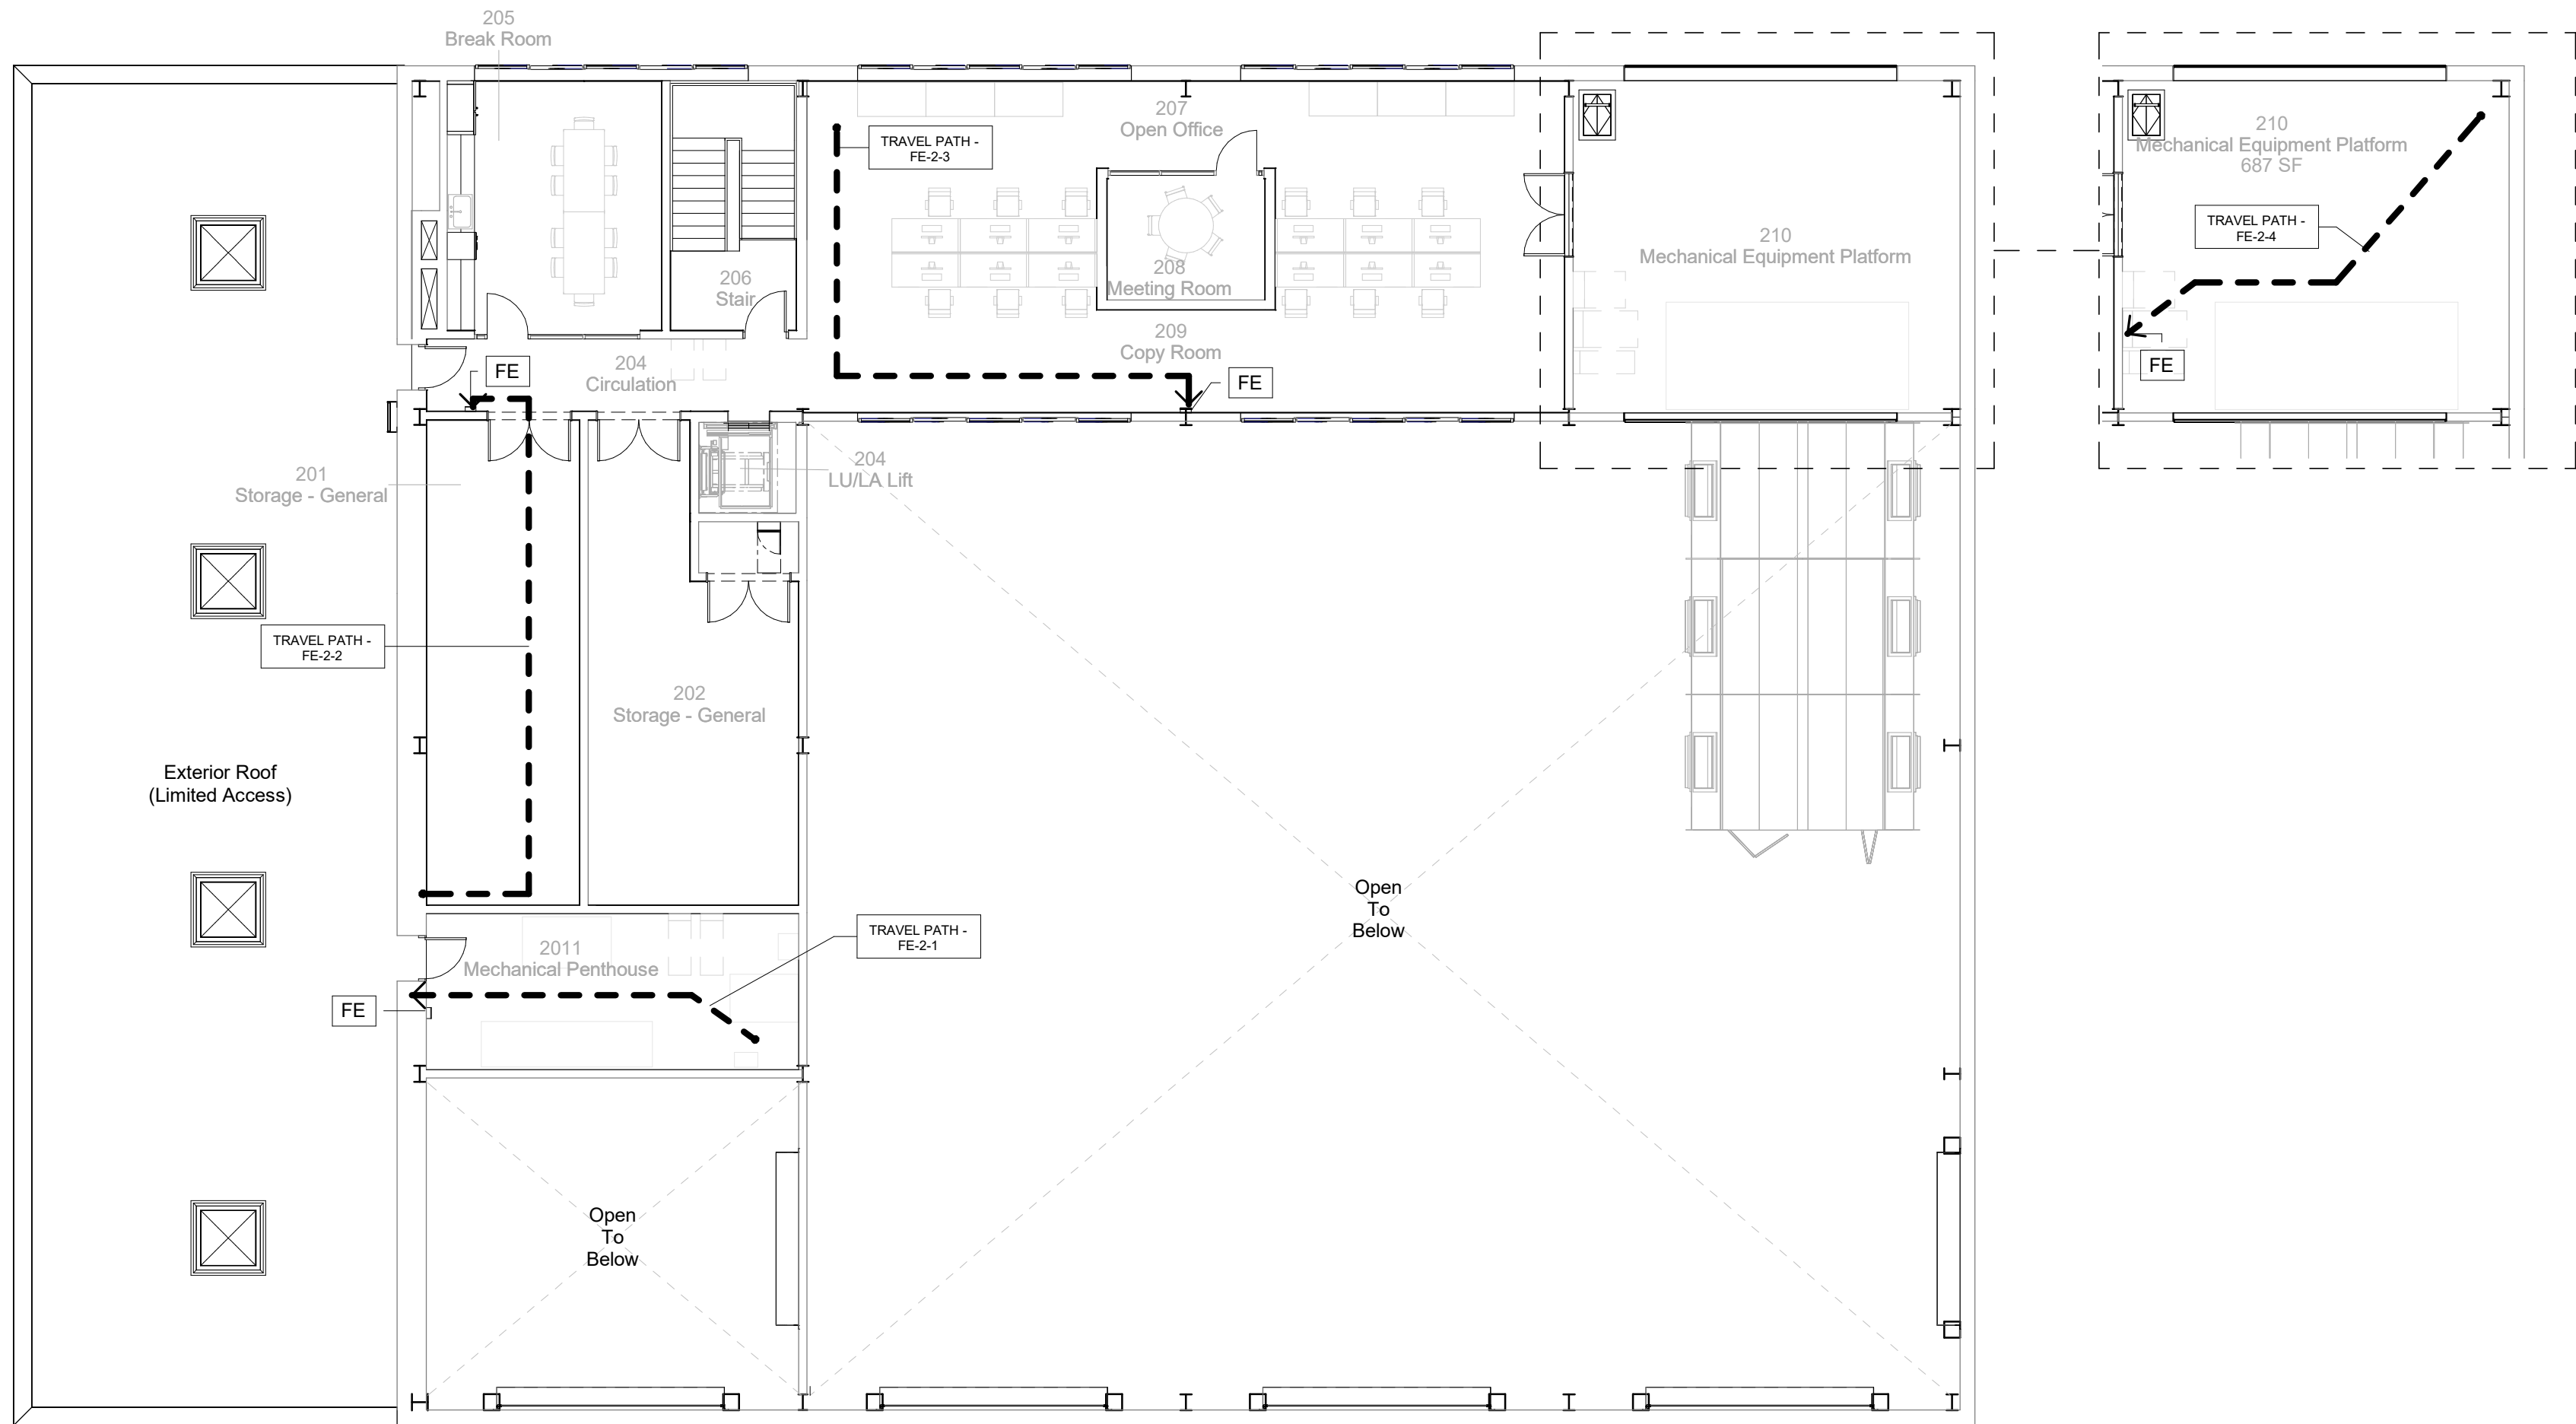 205
Break Room
207
Open Office
TRAVEL PATH -
FE-2-3
210
Mechanical Equipment Platform
687 SF
TRAVEL PATH -
FE-2-4
210
Mechanical Equipment Platform
206
Stair
208
Meeting Room
209
Copy Room
FE
204
Circulation
FE
FE
201
Storage - General
204
LU/LA Lift
TRAVEL PATH -
FE-2-2
202
Storage - General
Exterior Roof
(Limited Access)
Open
To
Below
2011
Mechanical Penthouse
TRAVEL PATH -
FE-2-1
FE
Open
To
Below